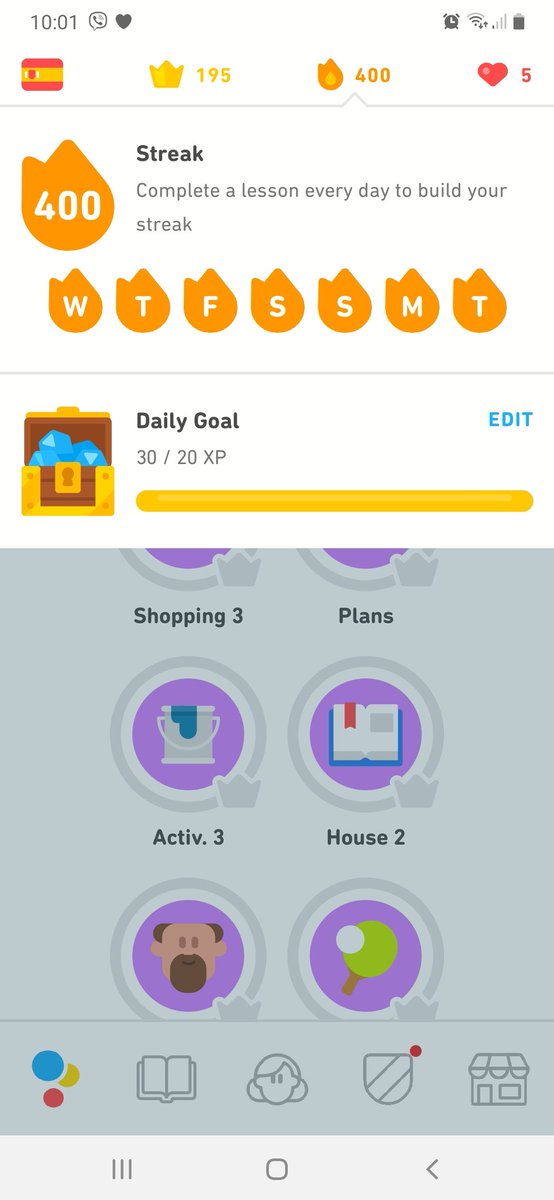 10:01
195
400
5
400
Streak
Complete a lesson every day to build your
streak
W T F S S M T
Daily Goal
EDIT
30 / 20 XP
Shopping 3
Plans
Activ. 3
House 2